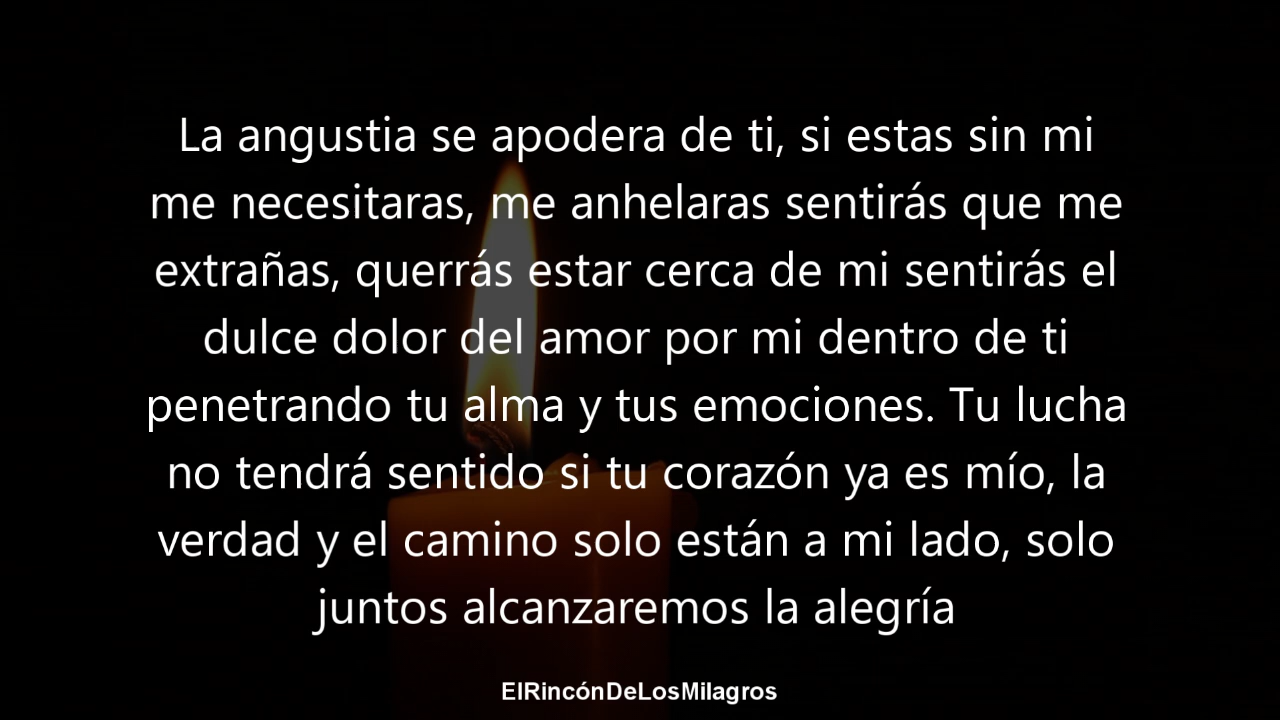 La angustia se apodera de ti, si estas sin mi
me necesitaras, me anhelaras sentirás que me
extrañas, querrás estar cerca de mi sentirás el
dulce dolor del amor por mi dentro de ti
penetrando tu alma y tus emociones. Tu lucha
no tendrá sentido si tu corazón ya es mío, la
verdad y el camino solo están a mi lado, solo
juntos alcanzaremos la alegría
ElRincónDeLosMilagros